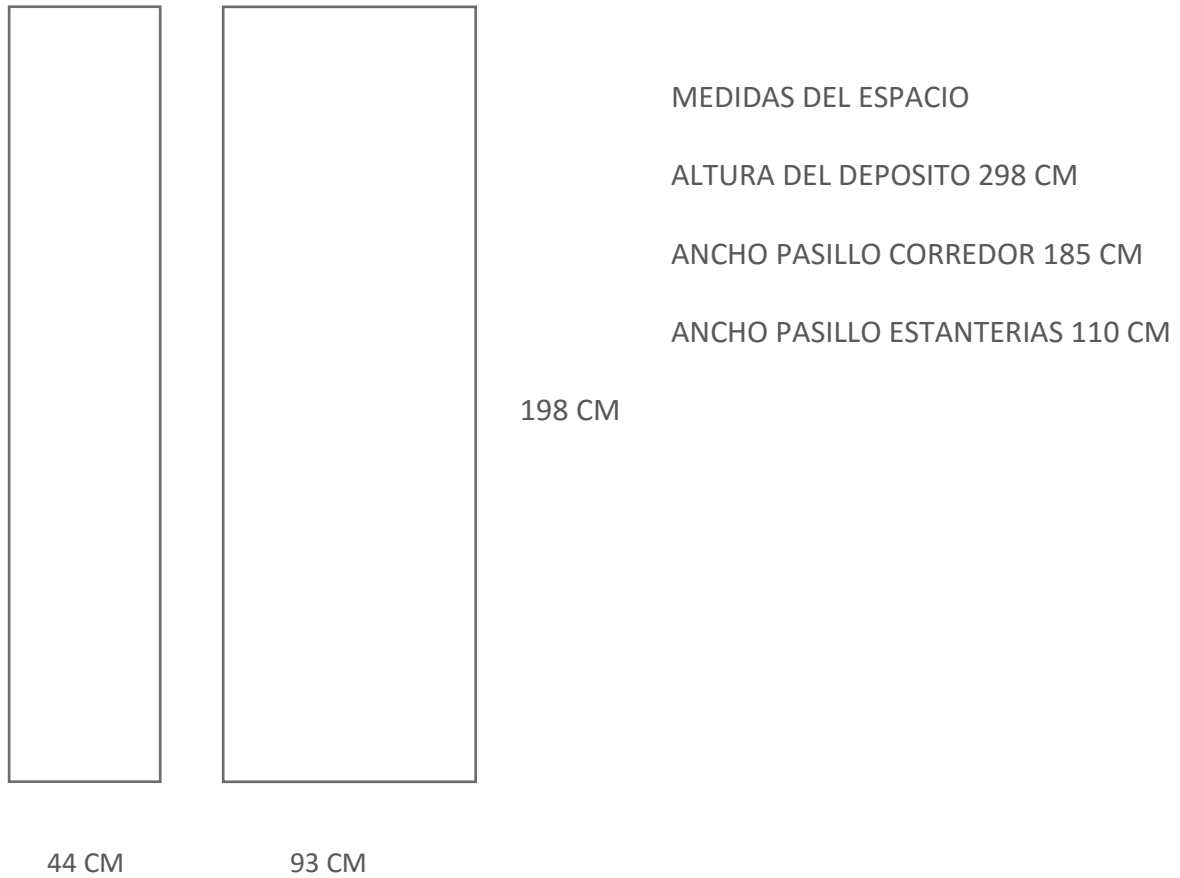 MEDIDAS DEL ESPACIO
ALTURA DEL DEPOSITO 298 CM
ANCHO PASILLO CORREDOR 185 CM
ANCHO PASILLO ESTANTERIAS 110 CM
198 CM
44 CM
93 CM